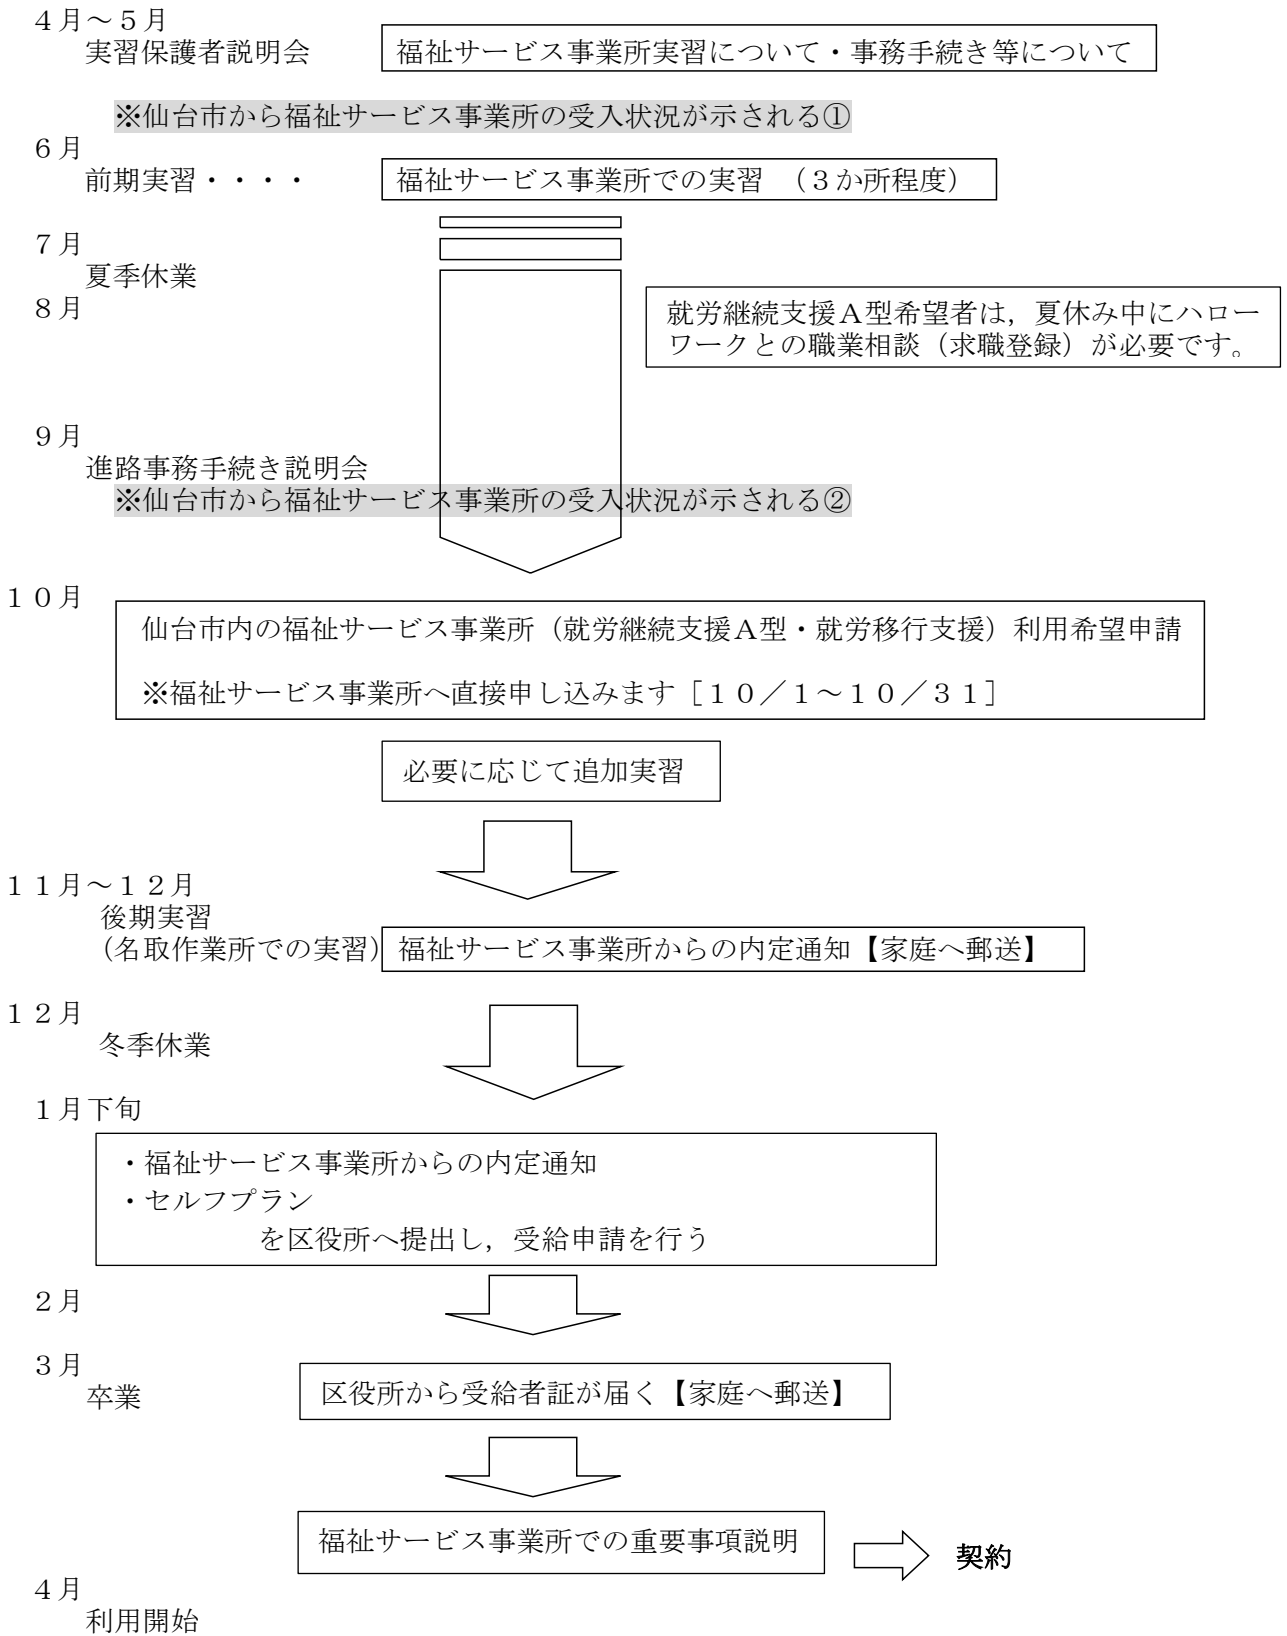 ４月～５月
実習保護者説明会
福祉サービス事業所実習について・事務手続き等について
※仙台市から福祉サービス事業所の受入状況が示される①
６月
前期実習・・・・
福祉サービス事業所での実習　（３か所程度）
７月
夏季休業
８月
就労継続支援Ａ型希望者は，夏休み中にハロー
ワークとの職業相談（求職登録）が必要です。
９月
進路事務手続き説明会
※仙台市から福祉サービス事業所の受入状況が示される②
１０月
仙台市内の福祉サービス事業所（就労継続支援Ａ型・就労移行支援）利用希望申請
※福祉サービス事業所へ直接申し込みます［１０／１～１０／３１］
必要に応じて追加実習
１１月～１２月
後期実習
（名取作業所での実習）
福祉サービス事業所からの内定通知【家庭へ郵送】
１２月
冬季休業
１月下旬
・福祉サービス事業所からの内定通知
・セルフプラン
を区役所へ提出し，受給申請を行う
２月
３月
卒業
区役所から受給者証が届く【家庭へ郵送】
福祉サービス事業所での重要事項説明
契約
４月
利用開始